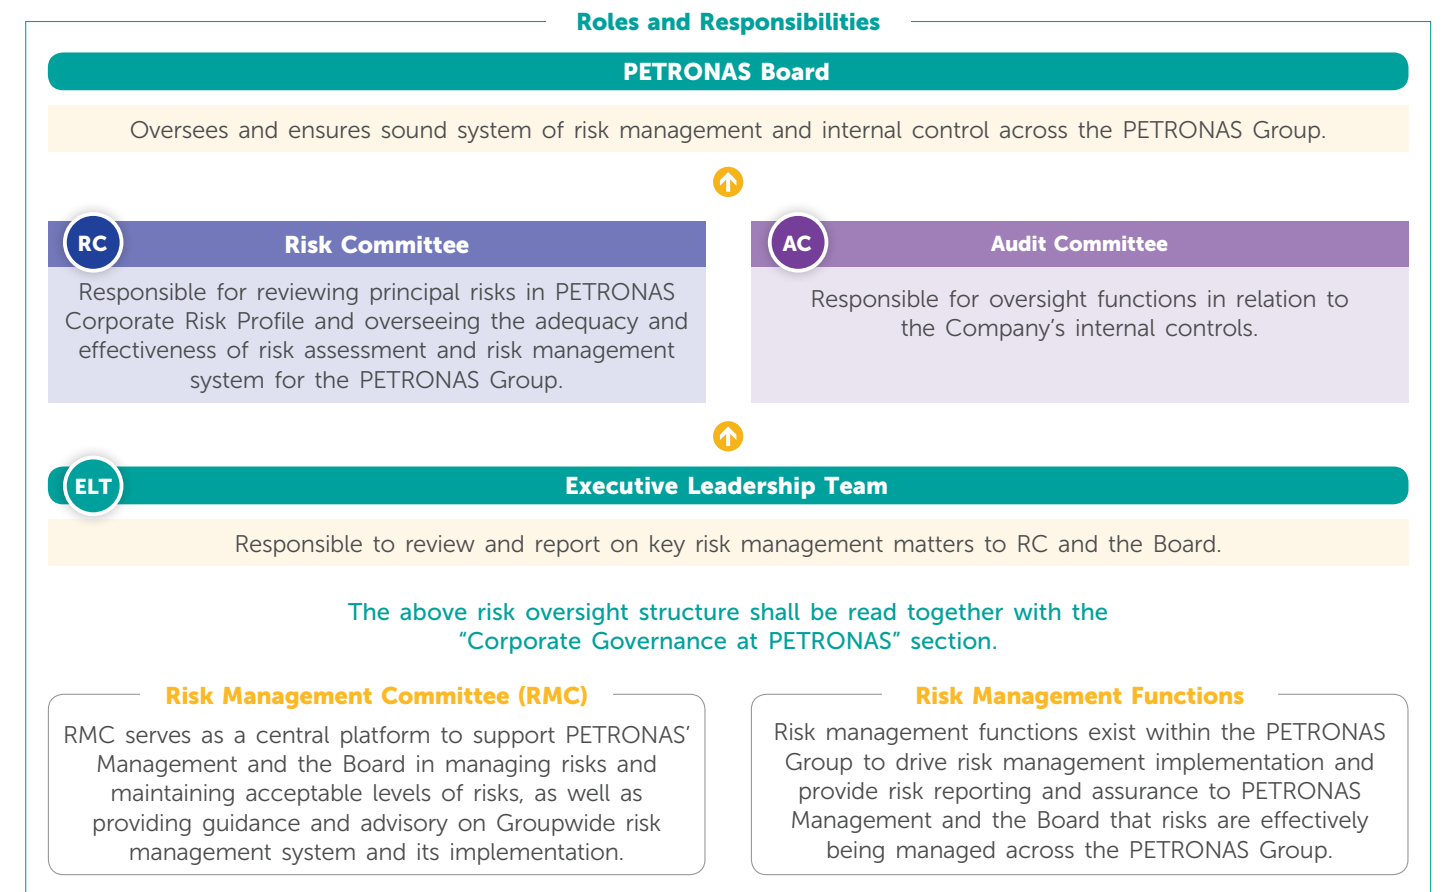 Roles and Responsibilities
PETRONAS Board
Oversees and ensures sound system of risk management and internal control across the PETRONAS Group.
RC
Risk Committee
Responsible for reviewing principal risks in PETRONAS
Corporate Risk Profile and overseeing the adequacy and
effectiveness of risk assessment and risk management
system for the PETRONAS Group.
AC
Audit Committee
Responsible for oversight functions in relation to
the Company’s internal controls.
ELT
Executive Leadership Team
Responsible to review and report on key risk management matters to RC and the Board.
The above risk oversight structure shall be read together with the
“Corporate Governance at PETRONAS” section.
Risk Management Committee (RMC)
RMC serves as a central platform to support PETRONAS’
Management and the Board in managing risks and
maintaining acceptable levels of risks, as well as
providing guidance and advisory on Groupwide risk
management system and its implementation.
Risk Management Functions
Risk management functions exist within the PETRONAS
Group to drive risk management implementation and
provide risk reporting and assurance to PETRONAS
Management and the Board that risks are effectively
being managed across the PETRONAS Group.